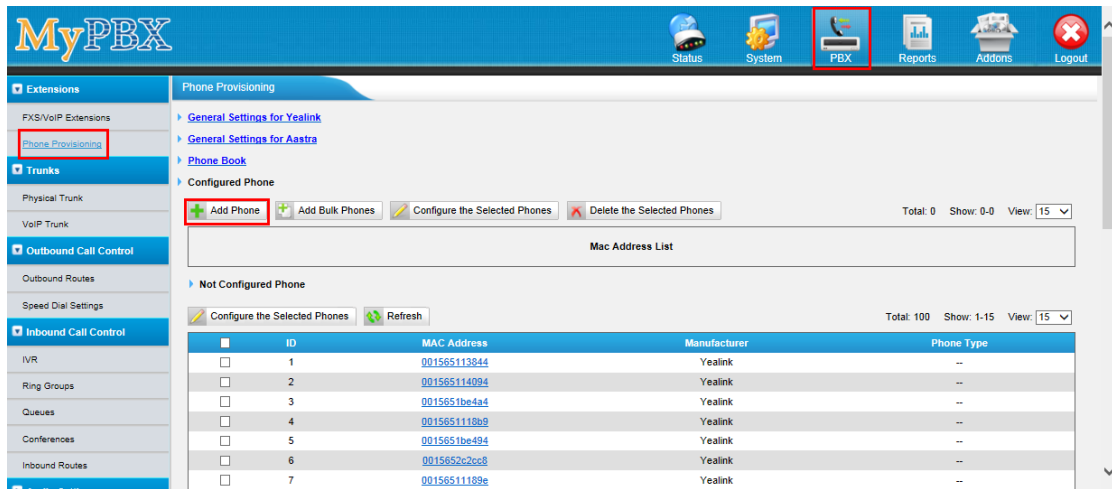 MyPBX
Status System PBX Reports Addons Logout
Extensions
FXS/VoIP Extensions
Phone Provisioning
Trunks
Physical Trunk
VoIP Trunk
Outbound Call Control
Outbound Routes
Speed Dial Settings
Inbound Call Control
IVR
Ring Groups
Queues
Conferences
Inbound Routes
Phone Provisioning
General Settings for Yealink
General Settings for Aastra
Phone Book
Configured Phone
Add Phone Add Bulk Phones Configure the Selected Phones Delete the Selected Phones Total: 0 Show: 0-0 View: 15
Mac Address List
Not Configured Phone
Configure the Selected Phones Refresh Total: 100 Show: 1-15 View: 15
ID MAC Address Manufacturer Phone Type
1 001565113844 Yealink --
2 001565114094 Yealink --
3 0015651be4a4 Yealink --
4 0015651118b9 Yealink --
5 0015651be494 Yealink --
6 0015652c2cc8 Yealink --
7 00156511189e Yealink --